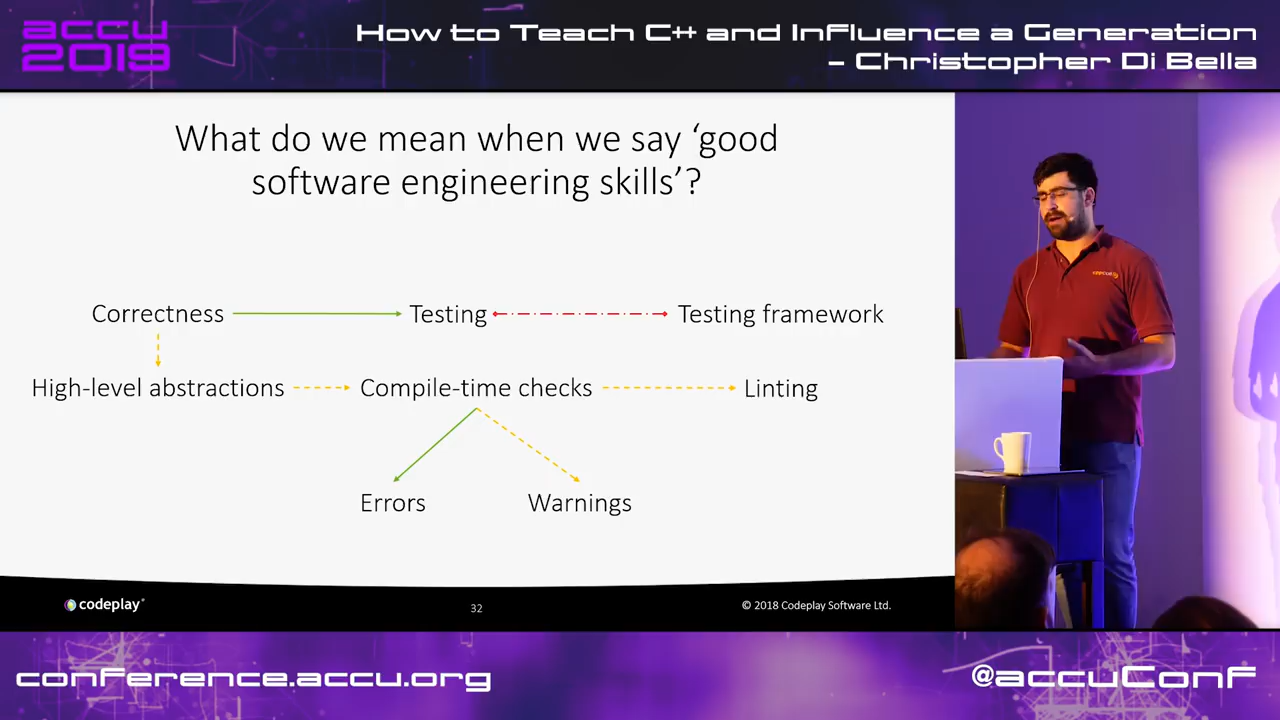 accu
2019
How to Teach C++ and Influence a Generation
– Christopher Di Bella
What do we mean when we say ‘good
software engineering skills’?
Correctness
Testing
Testing framework
High-level abstractions
Compile-time checks
Linting
Errors
Warnings
codeplay®
32
© 2018 Codeplay Software Ltd.
conference.accu.org
@accuConf